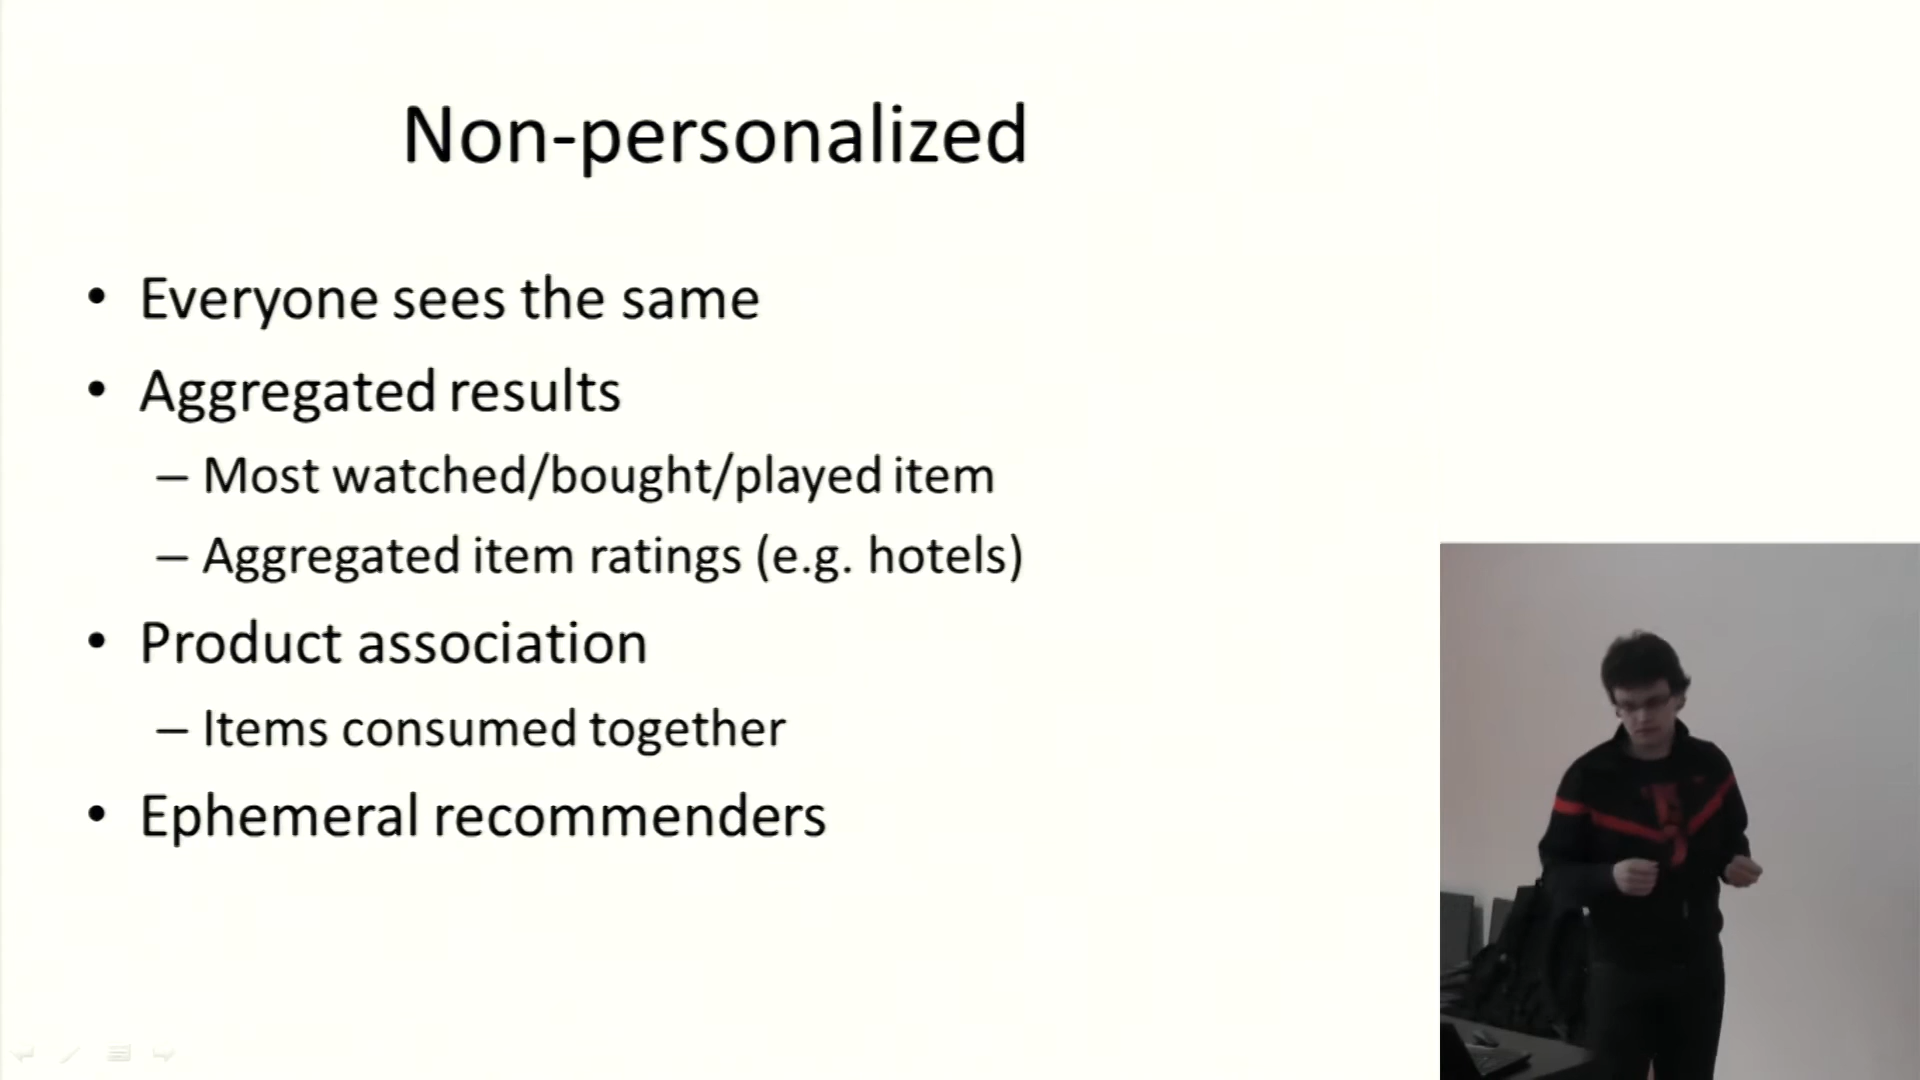 Non-personalized
• Everyone sees the same
• Aggregated results
– Most watched/bought/played item
– Aggregated item ratings (e.g. hotels)
• Product association
– Items consumed together
• Ephemeral recommenders